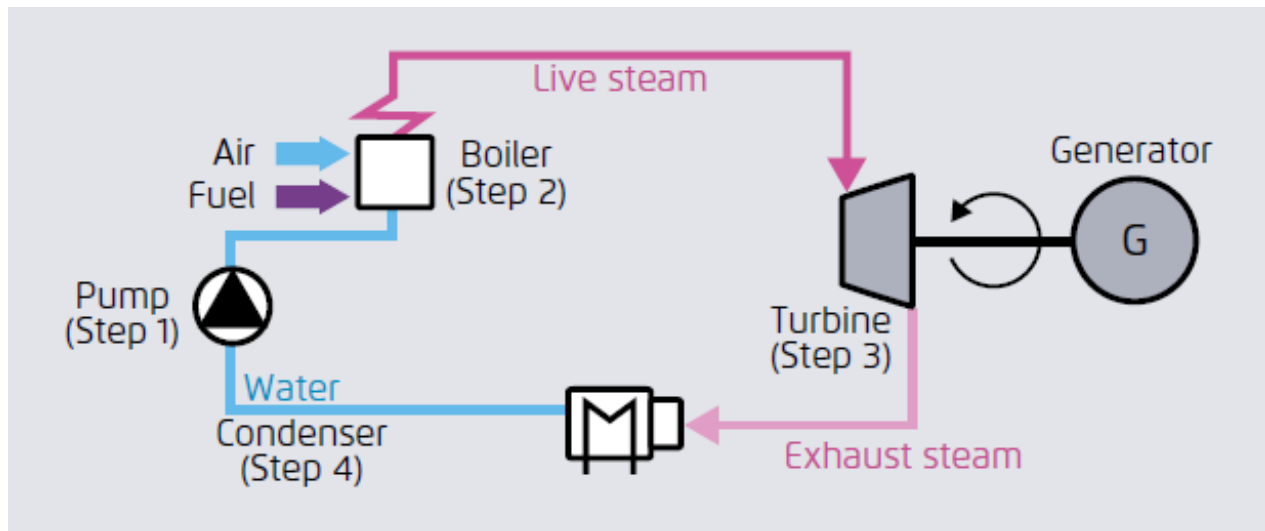 Live steam
Air
Fuel
Boiler
(Step 2)
Generator
G
Pump
(Step 1)
Turbine
(Step 3)
Water
Condenser
(Step 4)
Exhaust steam